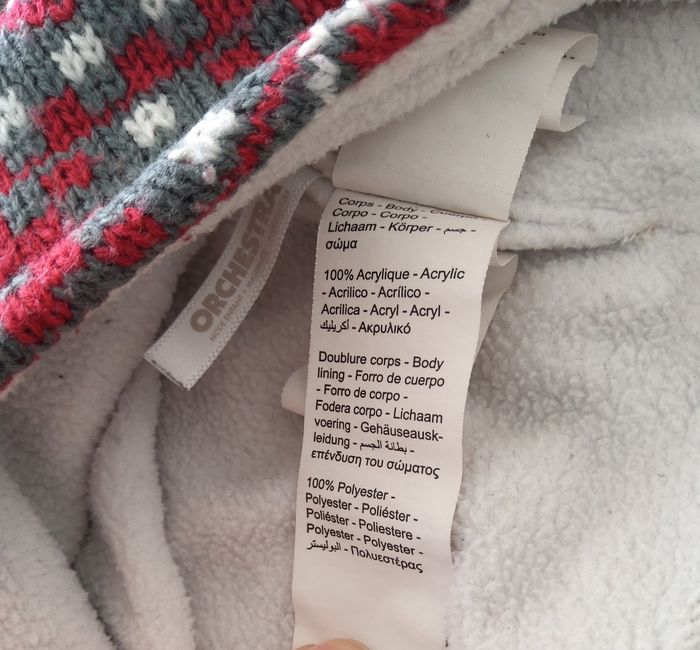 ORCHESTRA
Corps - Body - Cuerpo
Corpo - Corpo -
Lichaam - Körper - جسم -
σώμα
100% Acrylique - Acrylic
- Acrilico - Acrílico -
Acrilica - Acryl - Acryl -
أكريليك - Ακρυλικό
Doublure corps - Body
lining - Forro de cuerpo
- Forro de corpo -
Fodera corpo - Lichaam
voering - Gehäuseausk-
leidung - بطانة الجسم -
επένδυση του σώματος
100% Polyester -
Polyester - Poliéster -
Poliéster - Poliestere -
Polyester - Polyester -
البوليستر - Πολυεστέρας